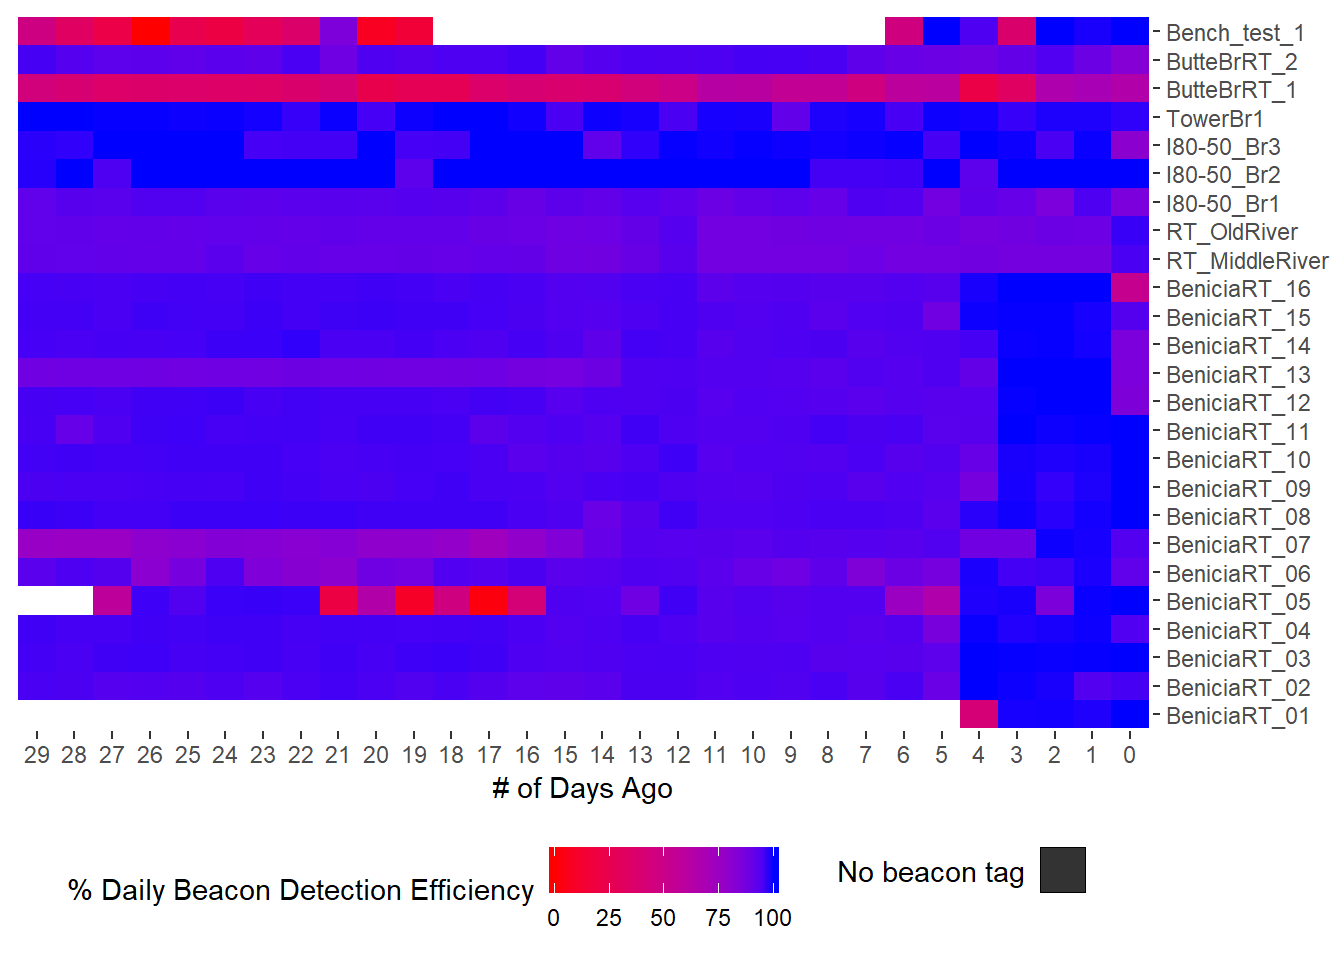 Bench_test_1
ButteBrRT_2
ButteBrRT_1
TowerBr1
I80-50_Br3
I80-50_Br2
I80-50_Br1
RT_OldRiver
RT_MiddleRiver
BeniciaRT_16
BeniciaRT_15
BeniciaRT_14
BeniciaRT_13
BeniciaRT_12
BeniciaRT_11
BeniciaRT_10
BeniciaRT_09
BeniciaRT_08
BeniciaRT_07
BeniciaRT_06
BeniciaRT_05
BeniciaRT_04
BeniciaRT_03
BeniciaRT_02
BeniciaRT_01
29 28 27 26 25 24 23 22 21 20 19 18 17 16 15 14 13 12 11 10 9 8 7 6 5 4 3 2 1 0
# of Days Ago
% Daily Beacon Detection Efficiency
0 25 50 75 100
No beacon tag